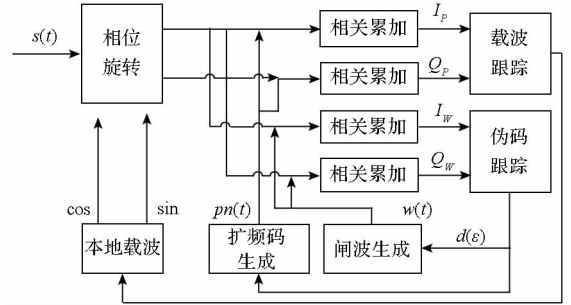 s(t)
相位
旋转
相关累加
I_P
载波
跟踪
相关累加
Q_P
相关累加
I_W
伪码
跟踪
相关累加
Q_W
cos
sin
pn(t)
w(t)
d(ε)
本地载波
扩频码
生成
闸波生成